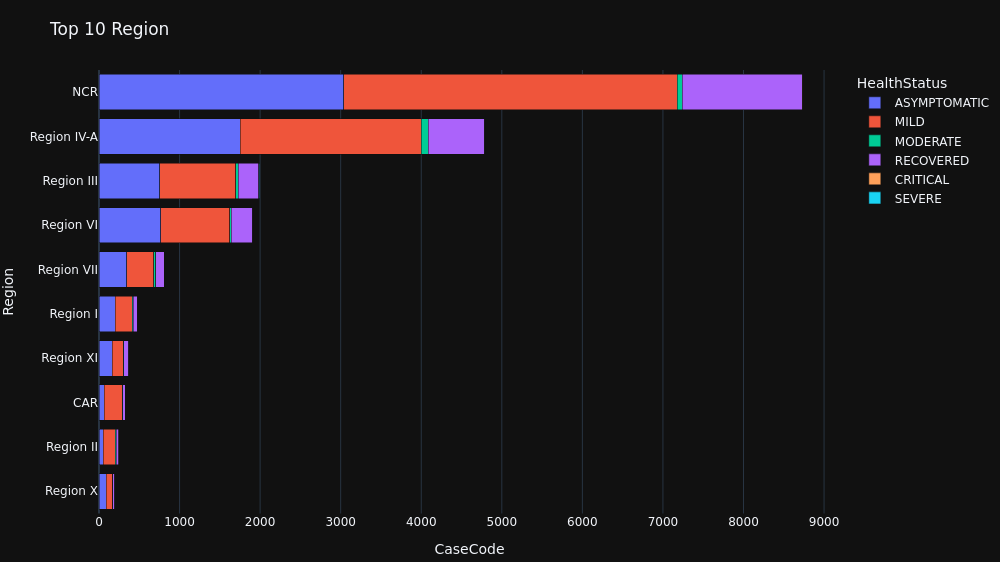 Top 10 Region
NCR
Region IV-A
Region III
Region VI
Region VII
Region I
Region XI
CAR
Region II
Region X
Region
0 1000 2000 3000 4000 5000 6000 7000 8000 9000
CaseCode
HealthStatus
ASYMPTOMATIC
MILD
MODERATE
RECOVERED
CRITICAL
SEVERE